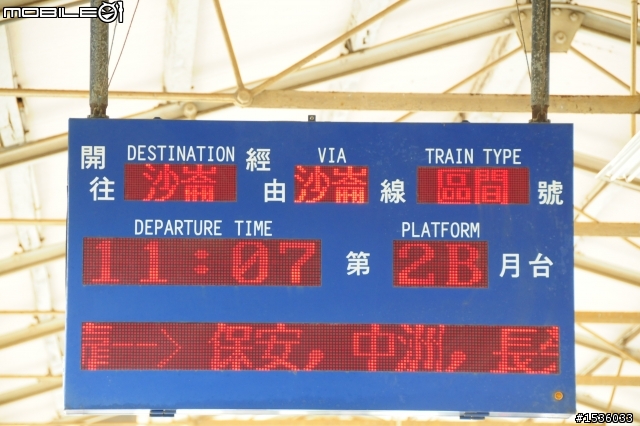 MOBILE01
開 DESTINATION 經 VIA TRAIN TYPE
往 沙崙 由 沙崙 線 區間 號
DEPARTURE TIME PLATFORM
11:07 第 2B 月台
靠--> 保安, 中洲, 長
#1536033